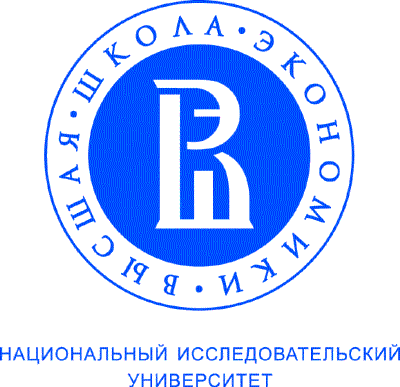 ВЫСШАЯ • ШКОЛА • ЭКОНОМИКИ •
НАЦИОНАЛЬНЫЙ ИССЛЕДОВАТЕЛЬСКИЙ
УНИВЕРСИТЕТ